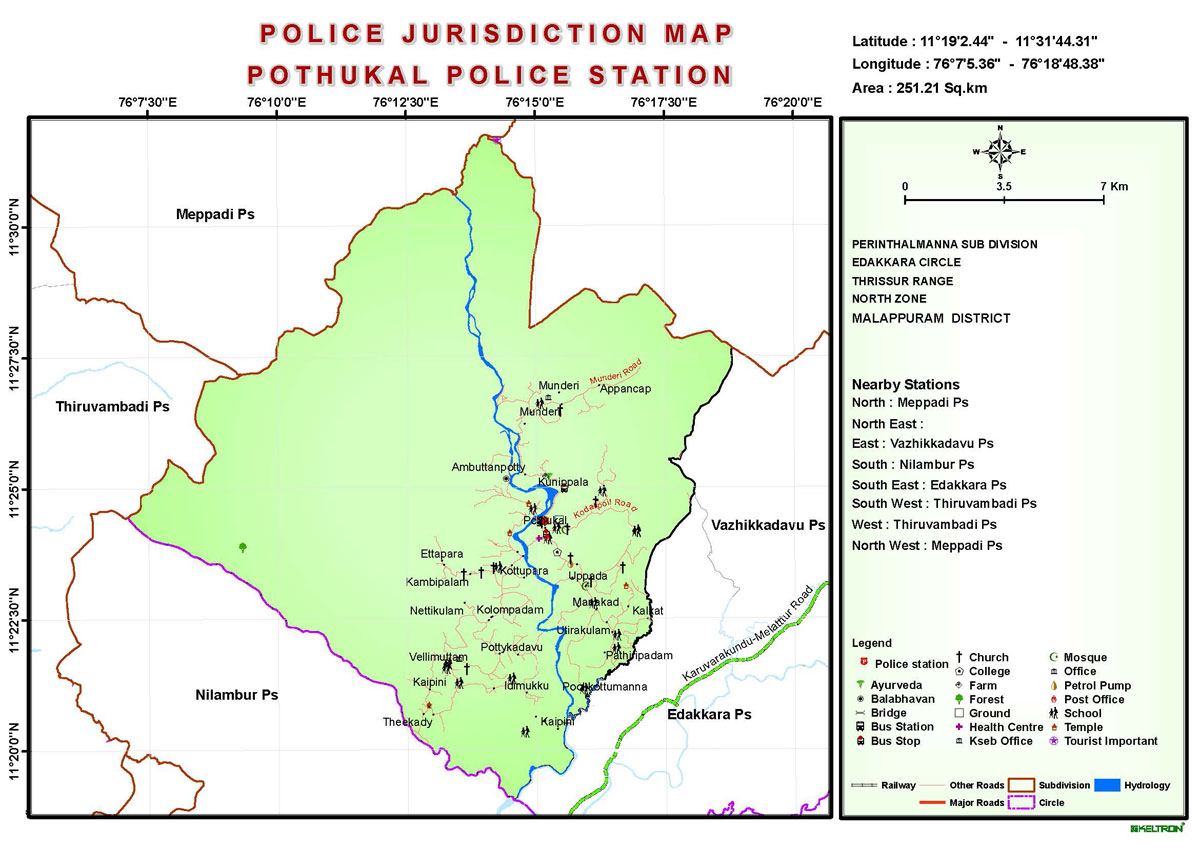 POLICE JURISDICTION MAP
POTHUKAL POLICE STATION
Latitude : 11°19'2.44" - 11°31'44.31"
Longitude : 76°7'5.36" - 76°18'48.38"
Area : 251.21 Sq.km
76°7'30"E
76°10'0"E
76°12'30"E
76°15'0"E
76°17'30"E
76°20'0"E
11°30'0"N
11°27'30"N
11°25'0"N
11°22'30"N
11°20'0"N
Meppadi Ps
Thiruvambadi Ps
Munderi Road
Munderi
Appancap
Munderi
Ambuttanpotty
Kunippala
Kodalpoil Road
Vazhikkadavu Ps
Ettapara
Kottupara
Kambipalam
Uppada
Nettikulam
Kolompadam
Kalkat
Utirakulam
Pottykadavu
Vellimuttam
Pathiripadam
Kaipini
Idimukku
Poolkottumanna
Nilambur Ps
Theekady
Kaipini
Karuvarakundu-Melattur Road
Edakkara Ps
N
W E
S
0 3.5 7 Km
PERINTHALMANNA SUB DIVISION
EDAKKARA CIRCLE
THRISSUR RANGE
NORTH ZONE
MALAPPURAM DISTRICT
Nearby Stations
North : Meppadi Ps
North East :
East : Vazhikkadavu Ps
South : Nilambur Ps
South East : Edakkara Ps
South West : Thiruvambadi Ps
West : Thiruvambadi Ps
North West : Meppadi Ps
Legend
Police station
Church
Mosque
College
Office
Ayurveda
Farm
Petrol Pump
Balabhavan
Forest
Post Office
Bridge
Ground
School
Bus Station
Health Centre
Temple
Bus Stop
Kseb Office
Tourist Important
Railway
Other Roads
Subdivision
Hydrology
Major Roads
Circle
KELTRON